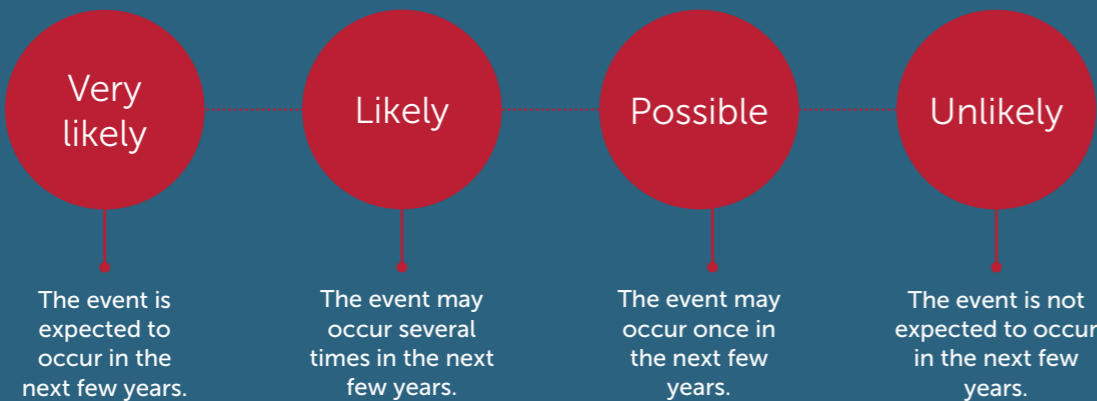 Very
likely
Likely
Possible
Unlikely
The event is
expected to
occur in the
next few years.
The event may
occur several
times in the next
few years.
The event may
occur once in
the next few
years.
The event is not
expected to occur
in the next few
years.